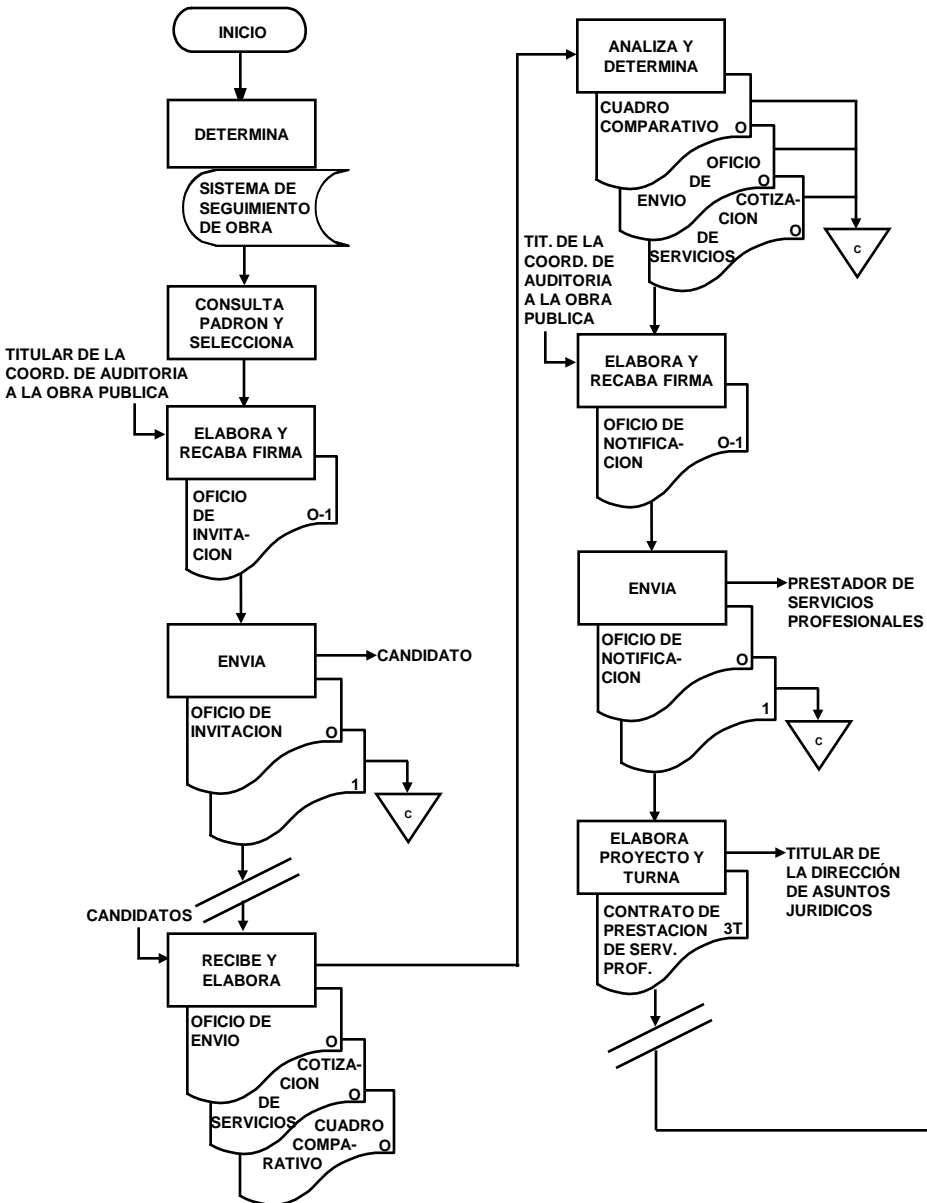 INICIO
DETERMINA
SISTEMA DE
SEGUIMIENTO
DE OBRA
CONSULTA
PADRON Y
SELECCIONA
TITULAR DE LA
COORD. DE AUDITORIA
A LA OBRA PUBLICA
ELABORA Y
RECABA FIRMA
OFICIO
DE
INVITA-
CION
O-1
ENVIA
CANDIDATO
OFICIO DE
INVITACION
O
1
C
CANDIDATOS
RECIBE Y
ELABORA
OFICIO DE
ENVIO
O
COTIZA-
CION
DE
SERVICIOS
O
CUADRO
COMPA-
RATIVO
O
ANALIZA Y
DETERMINA
CUADRO
COMPARATIVO
O
OFICIO
DE
ENVIO
O
COTIZA-
CION
DE
SERVICIOS
O
C
TIT. DE LA
COORD. DE
AUDITORIA
A LA OBRA
PUBLICA
ELABORA Y
RECABA FIRMA
OFICIO DE
NOTIFICA-
CION
O-1
ENVIA
PRESTADOR DE
SERVICIOS
PROFESIONALES
OFICIO DE
NOTIFICA-
CION
O
1
C
ELABORA
PROYECTO Y
TURNA
TITULAR DE
LA DIRECCIÓN
DE ASUNTOS
JURIDICOS
CONTRATO DE
PRESTACION
DE SERV.
PROF.
3T